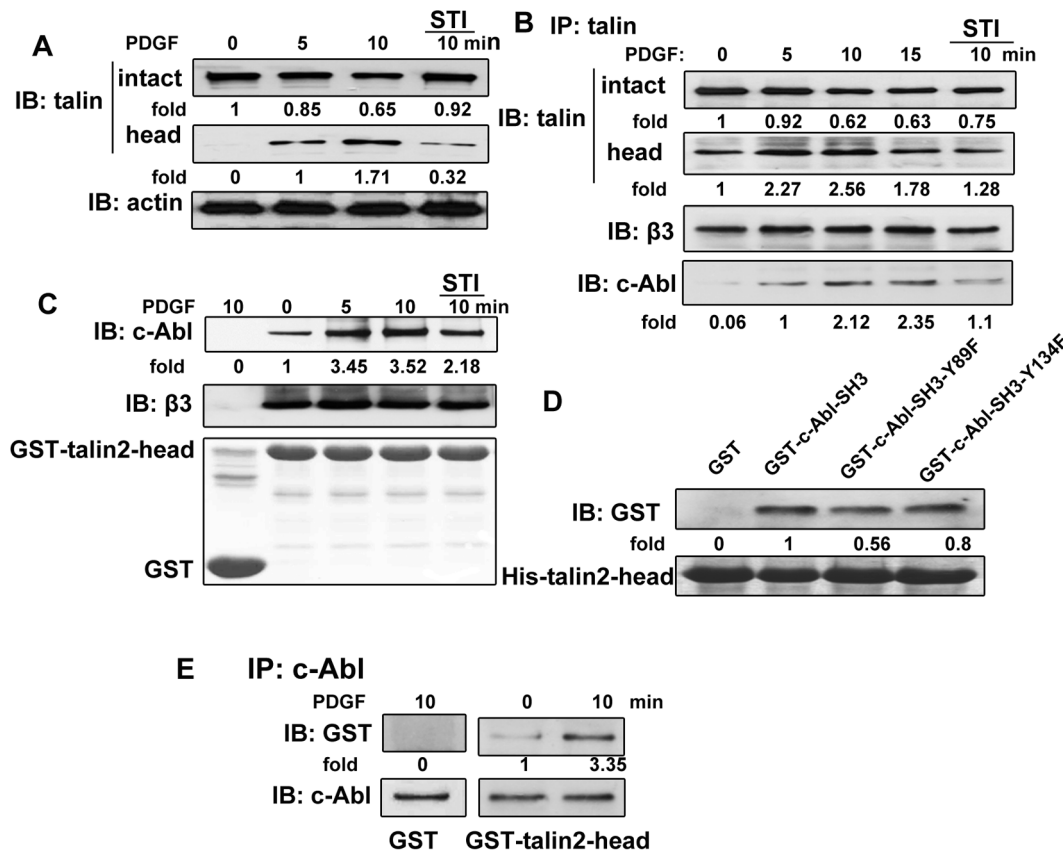 A
STI
PDGF 0 5 10 10 min
IB: talin
intact
fold 1 0.85 0.65 0.92
head
fold 0 1 1.71 0.32
IB: actin
B IP: talin
STI
PDGF: 0 5 10 15 10 min
IB: talin
intact
fold 1 0.92 0.62 0.63 0.75
head
fold 1 2.27 2.56 1.78 1.28
IB: β3
IB: c-Abl
fold 0.06 1 2.12 2.35 1.1
C
STI
PDGF 10 0 5 10 10 min
IB: c-Abl
fold 0 1 3.45 3.52 2.18
IB: β3
GST-talin2-head
GST
D
GST GST-c-Abl-SH3 GST-c-Abl-SH3-Y89F GST-c-Abl-SH3-Y134F
IB: GST
fold 0 1 0.56 0.8
His-talin2-head
E IP: c-Abl
PDGF 10 0 10 min
IB: GST
fold 0 1 3.35
IB: c-Abl
GST GST-talin2-head